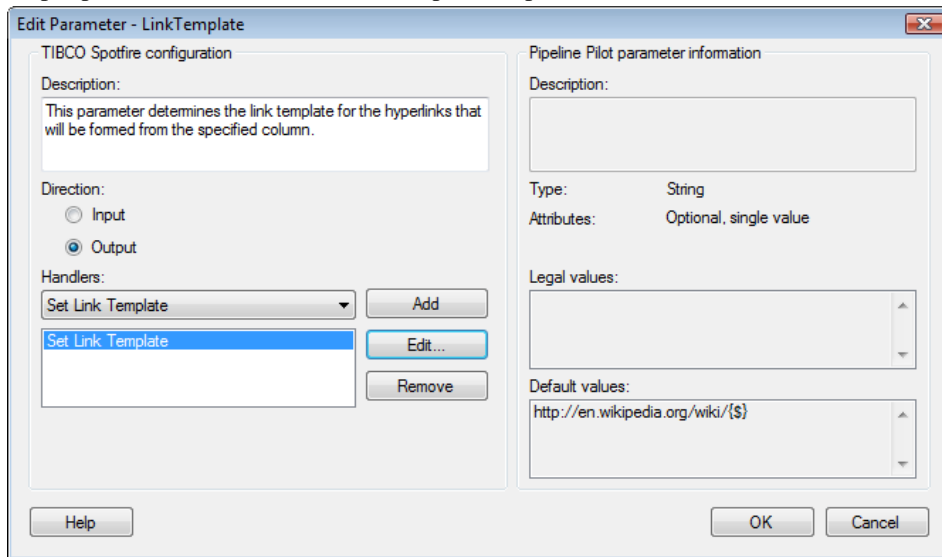 Edit Parameter - LinkTemplate
TIBCO Spotfire configuration
Description:
This parameter determines the link template for the hyperlinks that
will be formed from the specified column.
Direction:
Input
Output
Handlers:
Set Link Template
Add
Set Link Template
Edit...
Remove
Pipeline Pilot parameter information
Description:
Type: String
Attributes: Optional, single value
Legal values:
Default values:
http://en.wikipedia.org/wiki/{$}
Help
OK
Cancel